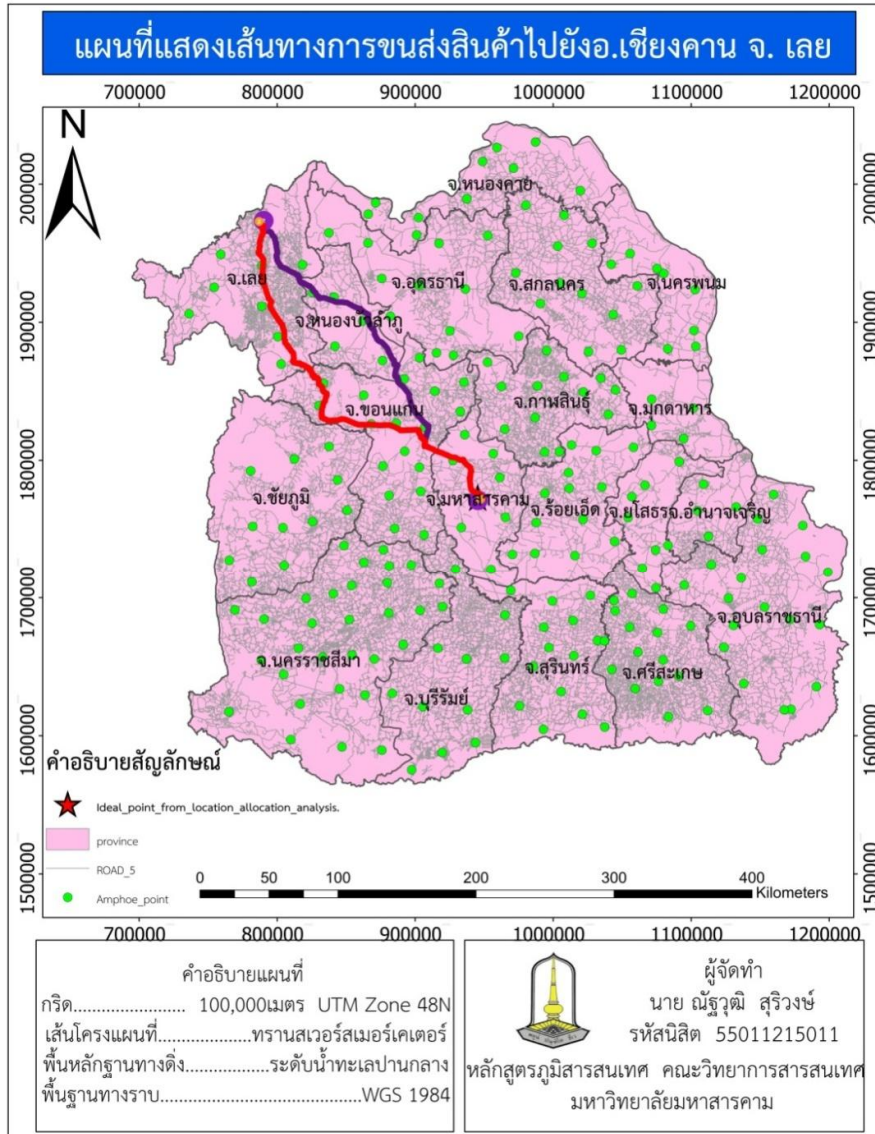 แผนที่แสดงเส้นทางการขนส่งสินค้าไปยังอ.เชียงคาน จ. เลย
700000 800000 900000 1000000 1100000 1200000
N
2000000 2000000
1900000 1900000
1800000 1800000
1700000 1700000
1600000 1600000
1500000 1500000
จ.หนองคาย
จ.เลย
จ.อุดรธานี
จ.สกลนคร
จ.นครพนม
จ.หนองบัวลำภู
จ.ขอนแก่น
จ.กาฬสินธุ์
จ.มุกดาหาร
จ.ชัยภูมิ
จ.มหาสารคาม
จ.ร้อยเอ็ด
จ.ยโสธร
จ.อำนาจเจริญ
จ.อุบลราชธานี
จ.นครราชสีมา
จ.บุรีรัมย์
จ.สุรินทร์
จ.ศรีสะเกษ
คำอธิบายสัญลักษณ์
Ideal_point_from_location_allocation_analysis.
province
ROAD_5
Amphoe_point
0 50 100 200 300 400
Kilometers
700000 800000 900000 1000000 1100000 1200000
คำอธิบายแผนที่
กริด....................... 100,000เมตร UTM Zone 48N
เส้นโครงแผนที่....................ทรานสเวอร์สเมอร์เคเตอร์
พื้นหลักฐานทางดิ่ง..................ระดับน้ำทะเลปานกลาง
พื้นฐานทางราบ.........................................WGS 1984
ผู้จัดทำ
นาย ณัฐวุฒิ สุริวงษ์
รหัสนิสิต 55011215011
หลักสูตรภูมิสารสนเทศ คณะวิทยาการสารสนเทศ
มหาวิทยาลัยมหาสารคาม